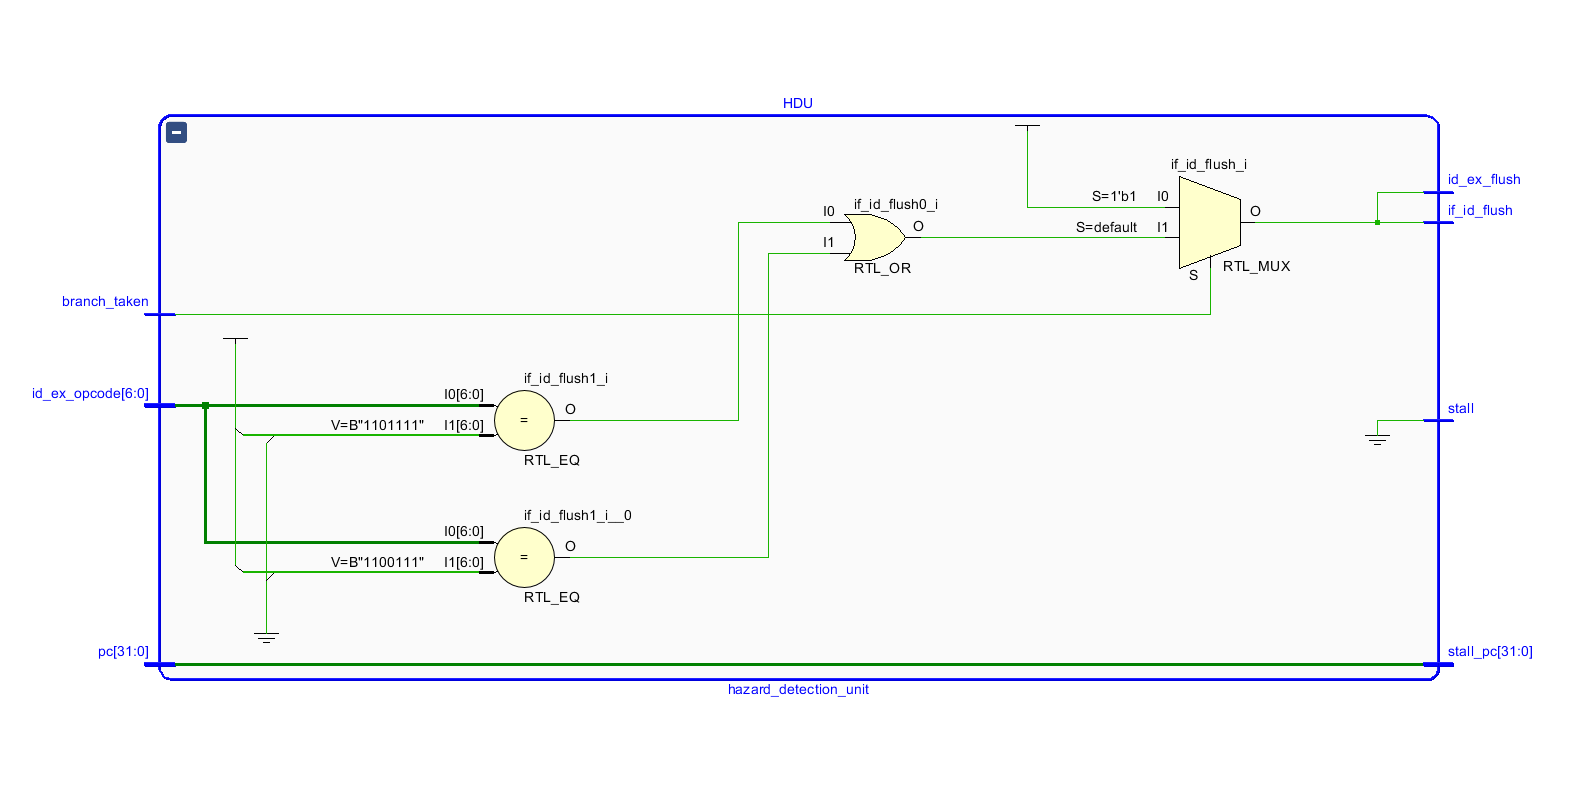 HDU
if_id_flush_i
id_ex_flush
S=1'b1
I0
if_id_flush0_i
I0
O
if_id_flush
O
S=default
I1
I1
RTL_OR
RTL_MUX
S
branch_taken
if_id_flush1_i
id_ex_opcode[6:0]
I0[6:0]
O
stall
=
V=B"1101111"
I1[6:0]
RTL_EQ
if_id_flush1_i__0
I0[6:0]
O
=
V=B"1100111"
I1[6:0]
RTL_EQ
pc[31:0]
stall_pc[31:0]
hazard_detection_unit